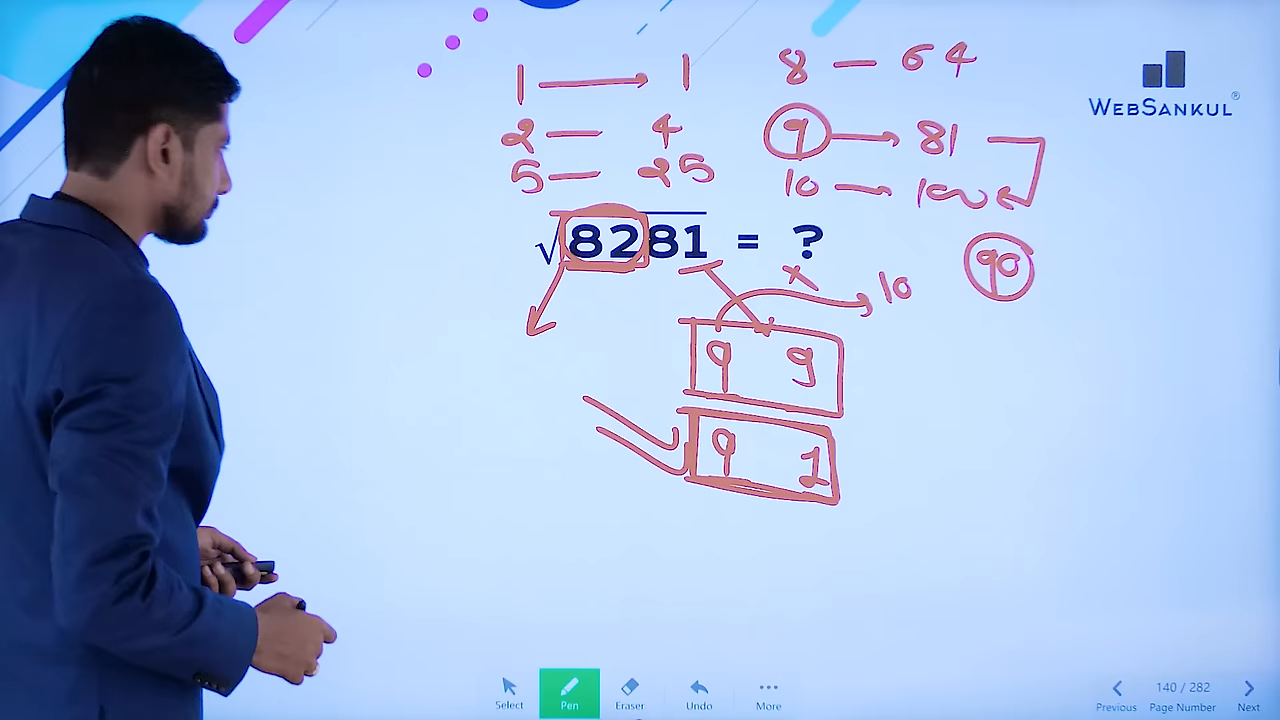 1 → 1
8 — 64
WEBSANKUL®
2 — 4
9 → 81
5 — 25
10 → 100
√8281 = ?
90
× 10
9 9
9 1
Select Pen Eraser Undo More
140 / 282
Previous Page Number Next